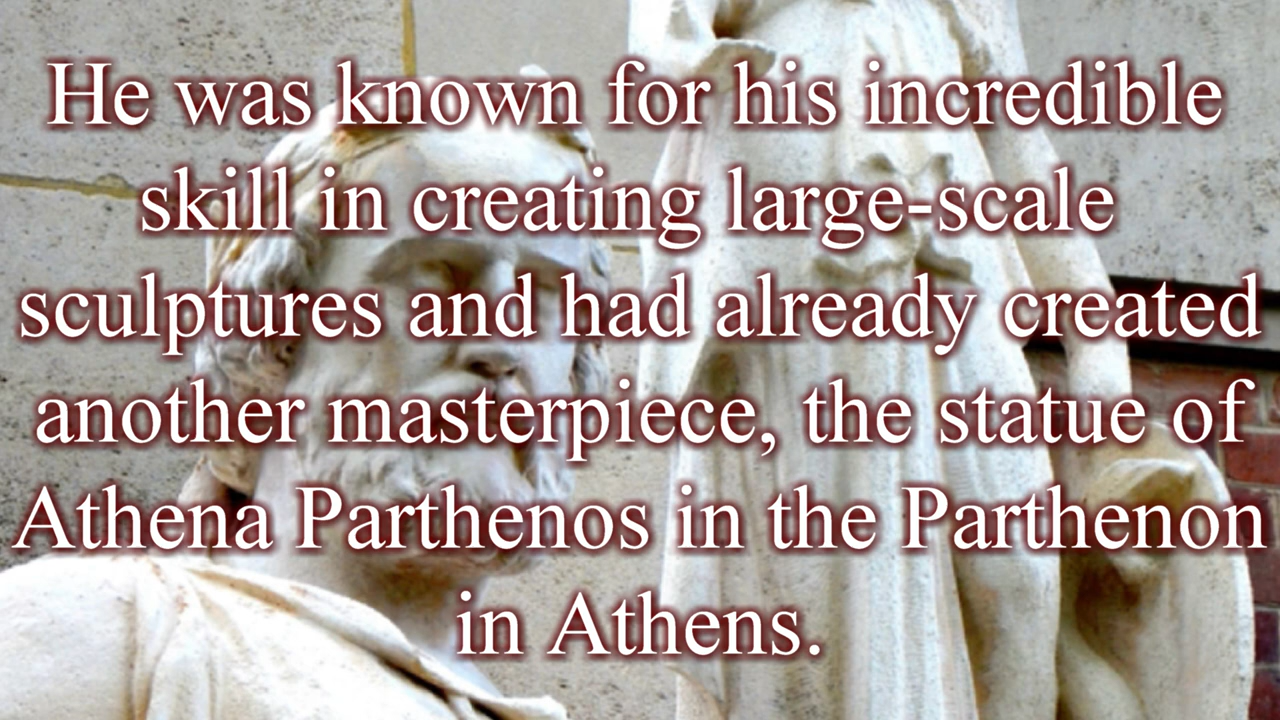 He was known for his incredible
skill in creating large-scale
sculptures and had already created
another masterpiece, the statue of
Athena Parthenos in the Parthenon
in Athens.